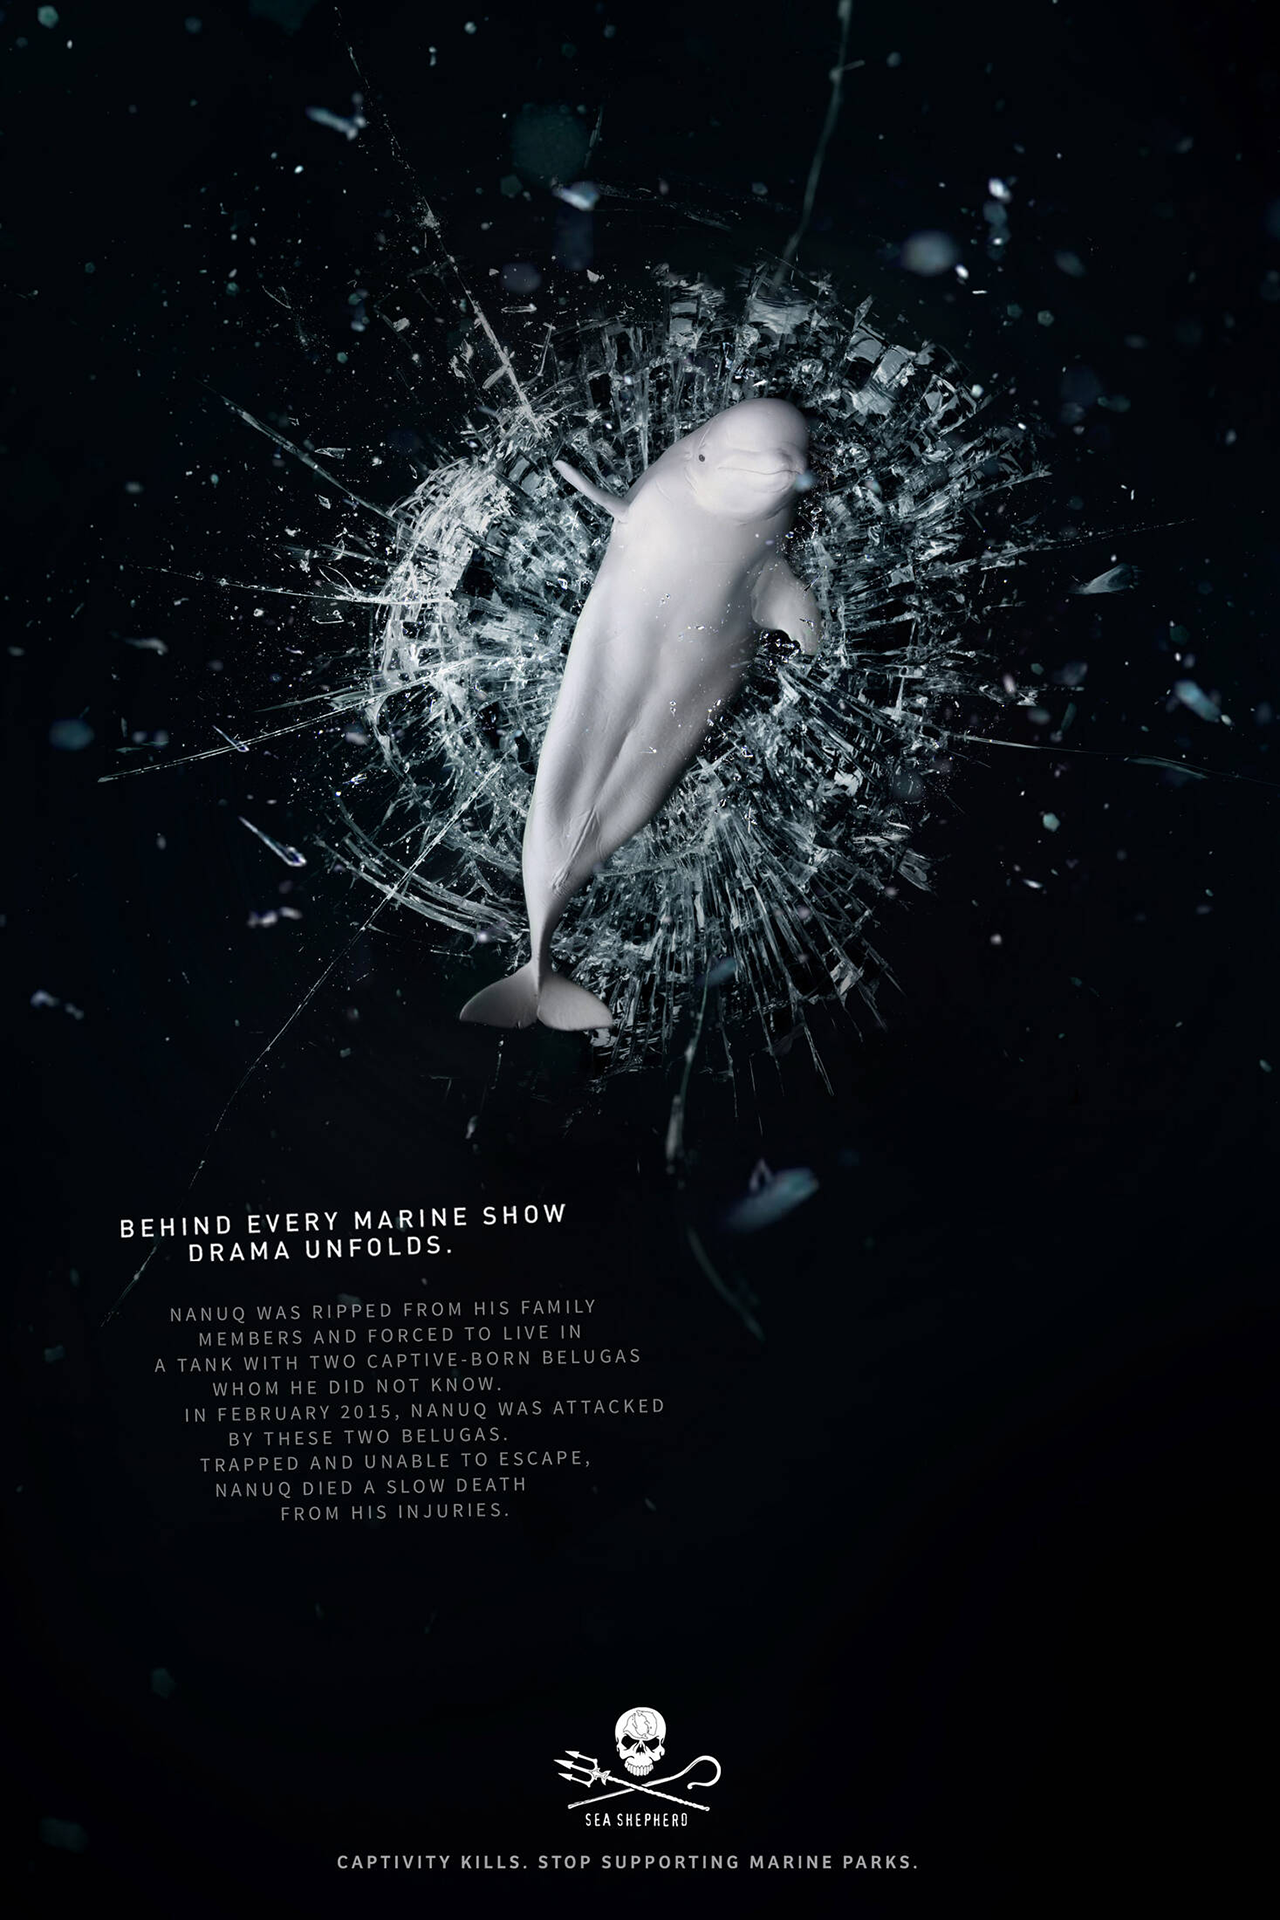 BEHIND EVERY MARINE SHOW
DRAMA UNFOLDS.
NANUQ WAS RIPPED FROM HIS FAMILY
MEMBERS AND FORCED TO LIVE IN
A TANK WITH TWO CAPTIVE-BORN BELUGAS
WHOM HE DID NOT KNOW.
IN FEBRUARY 2015, NANUQ WAS ATTACKED
BY THESE TWO BELUGAS.
TRAPPED AND UNABLE TO ESCAPE,
NANUQ DIED A SLOW DEATH
FROM HIS INJURIES.
SEA SHEPHERD
CAPTIVITY KILLS. STOP SUPPORTING MARINE PARKS.